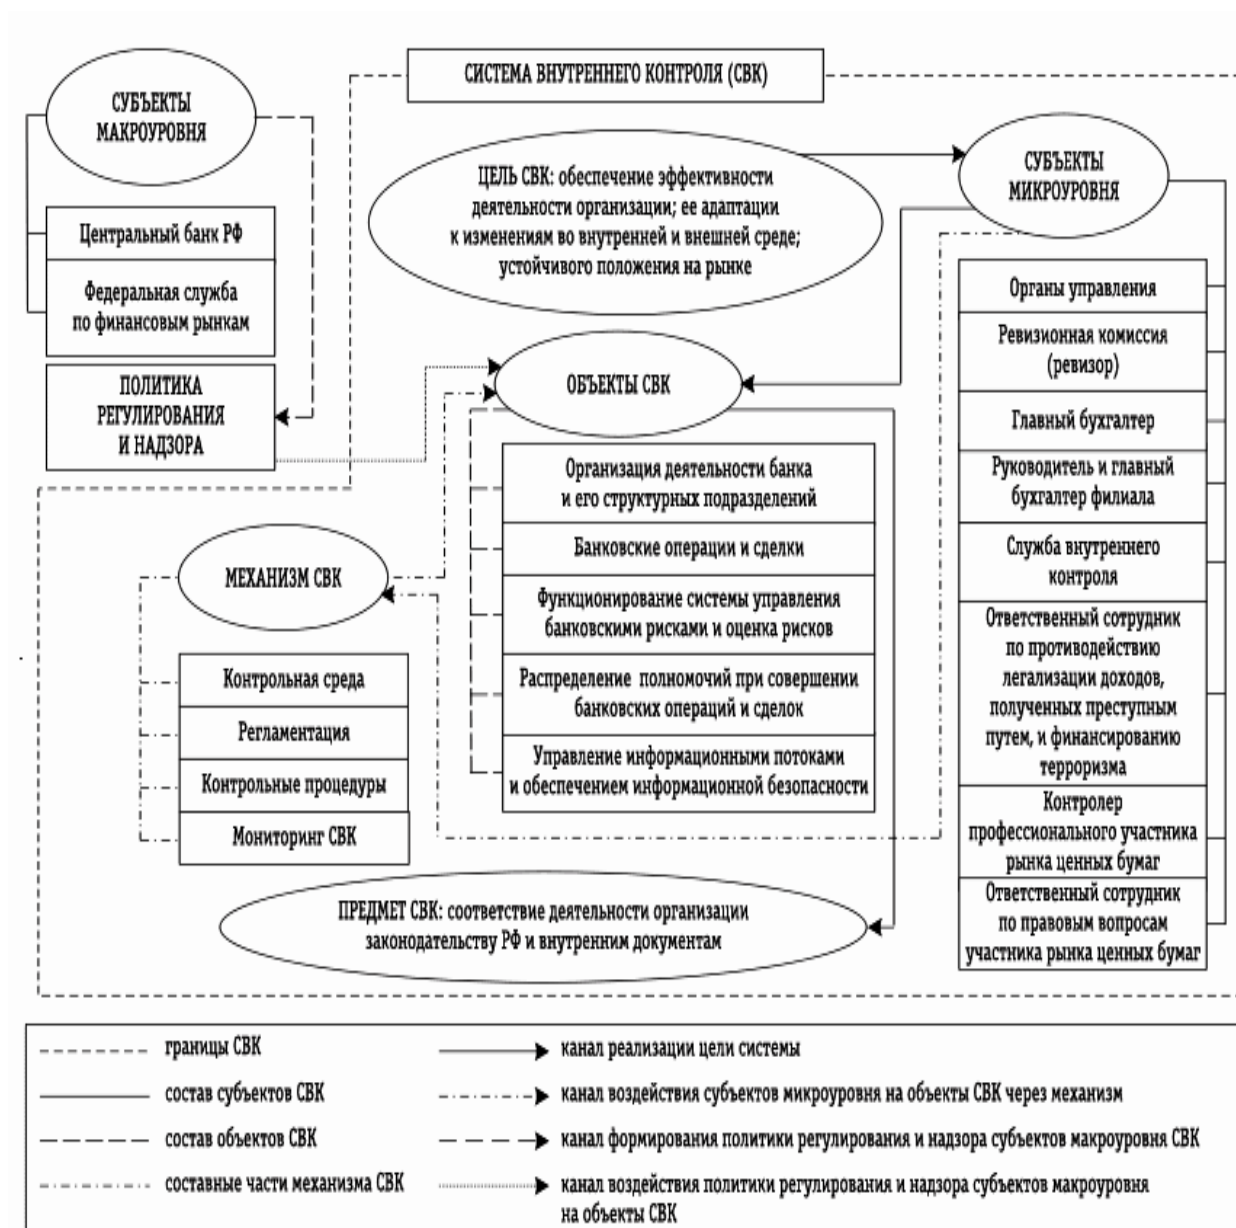 СИСТЕМА ВНУТРЕННЕГО КОНТРОЛЯ (СВК)
СУБЪЕКТЫ
МАКРОУРОВНЯ
Центральный банк РФ
Федеральная служба
по финансовым рынкам
ПОЛИТИКА
РЕГУЛИРОВАНИЯ
И НАДЗОРА
ЦЕЛЬ СВК: обеспечение эффективности
деятельности организации; ее адаптации
к изменениям во внутренней и внешней среде;
устойчивого положения на рынке
СУБЪЕКТЫ
МИКРОУРОВНЯ
Органы управления
Ревизионная комиссия
(ревизор)
Главный бухгалтер
Руководитель и главный
бухгалтер филиала
Служба внутреннего
контроля
Ответственный сотрудник
по противодействию
легализации доходов,
полученных преступным
путем, и финансированию
терроризма
Контролер
профессионального участника
рынка ценных бумаг
Ответственный сотрудник
по правовым вопросам
участника рынка ценных бумаг
ОБЪЕКТЫ СВК
Организация деятельности банка
и его структурных подразделений
Банковские операции и сделки
Функционирование системы управления
банковскими рисками и оценка рисков
Распределение полномочий при совершении
банковских операций и сделок
Управление информационными потоками
и обеспечением информационной безопасности
МЕХАНИЗМ СВК
Контрольная среда
Регламентация
Контрольные процедуры
Мониторинг СВК
ПРЕДМЕТ СВК: соответствие деятельности организации
законодательству РФ и внутренним документам
границы СВК
состав субъектов СВК
состав объектов СВК
составные части механизма СВК
канал реализации цели системы
канал воздействия субъектов микроуровня на объекты СВК через механизм
канал формирования политики регулирования и надзора субъектов макроуровня СВК
канал воздействия политики регулирования и надзора субъектов макроуровня
на объекты СВК